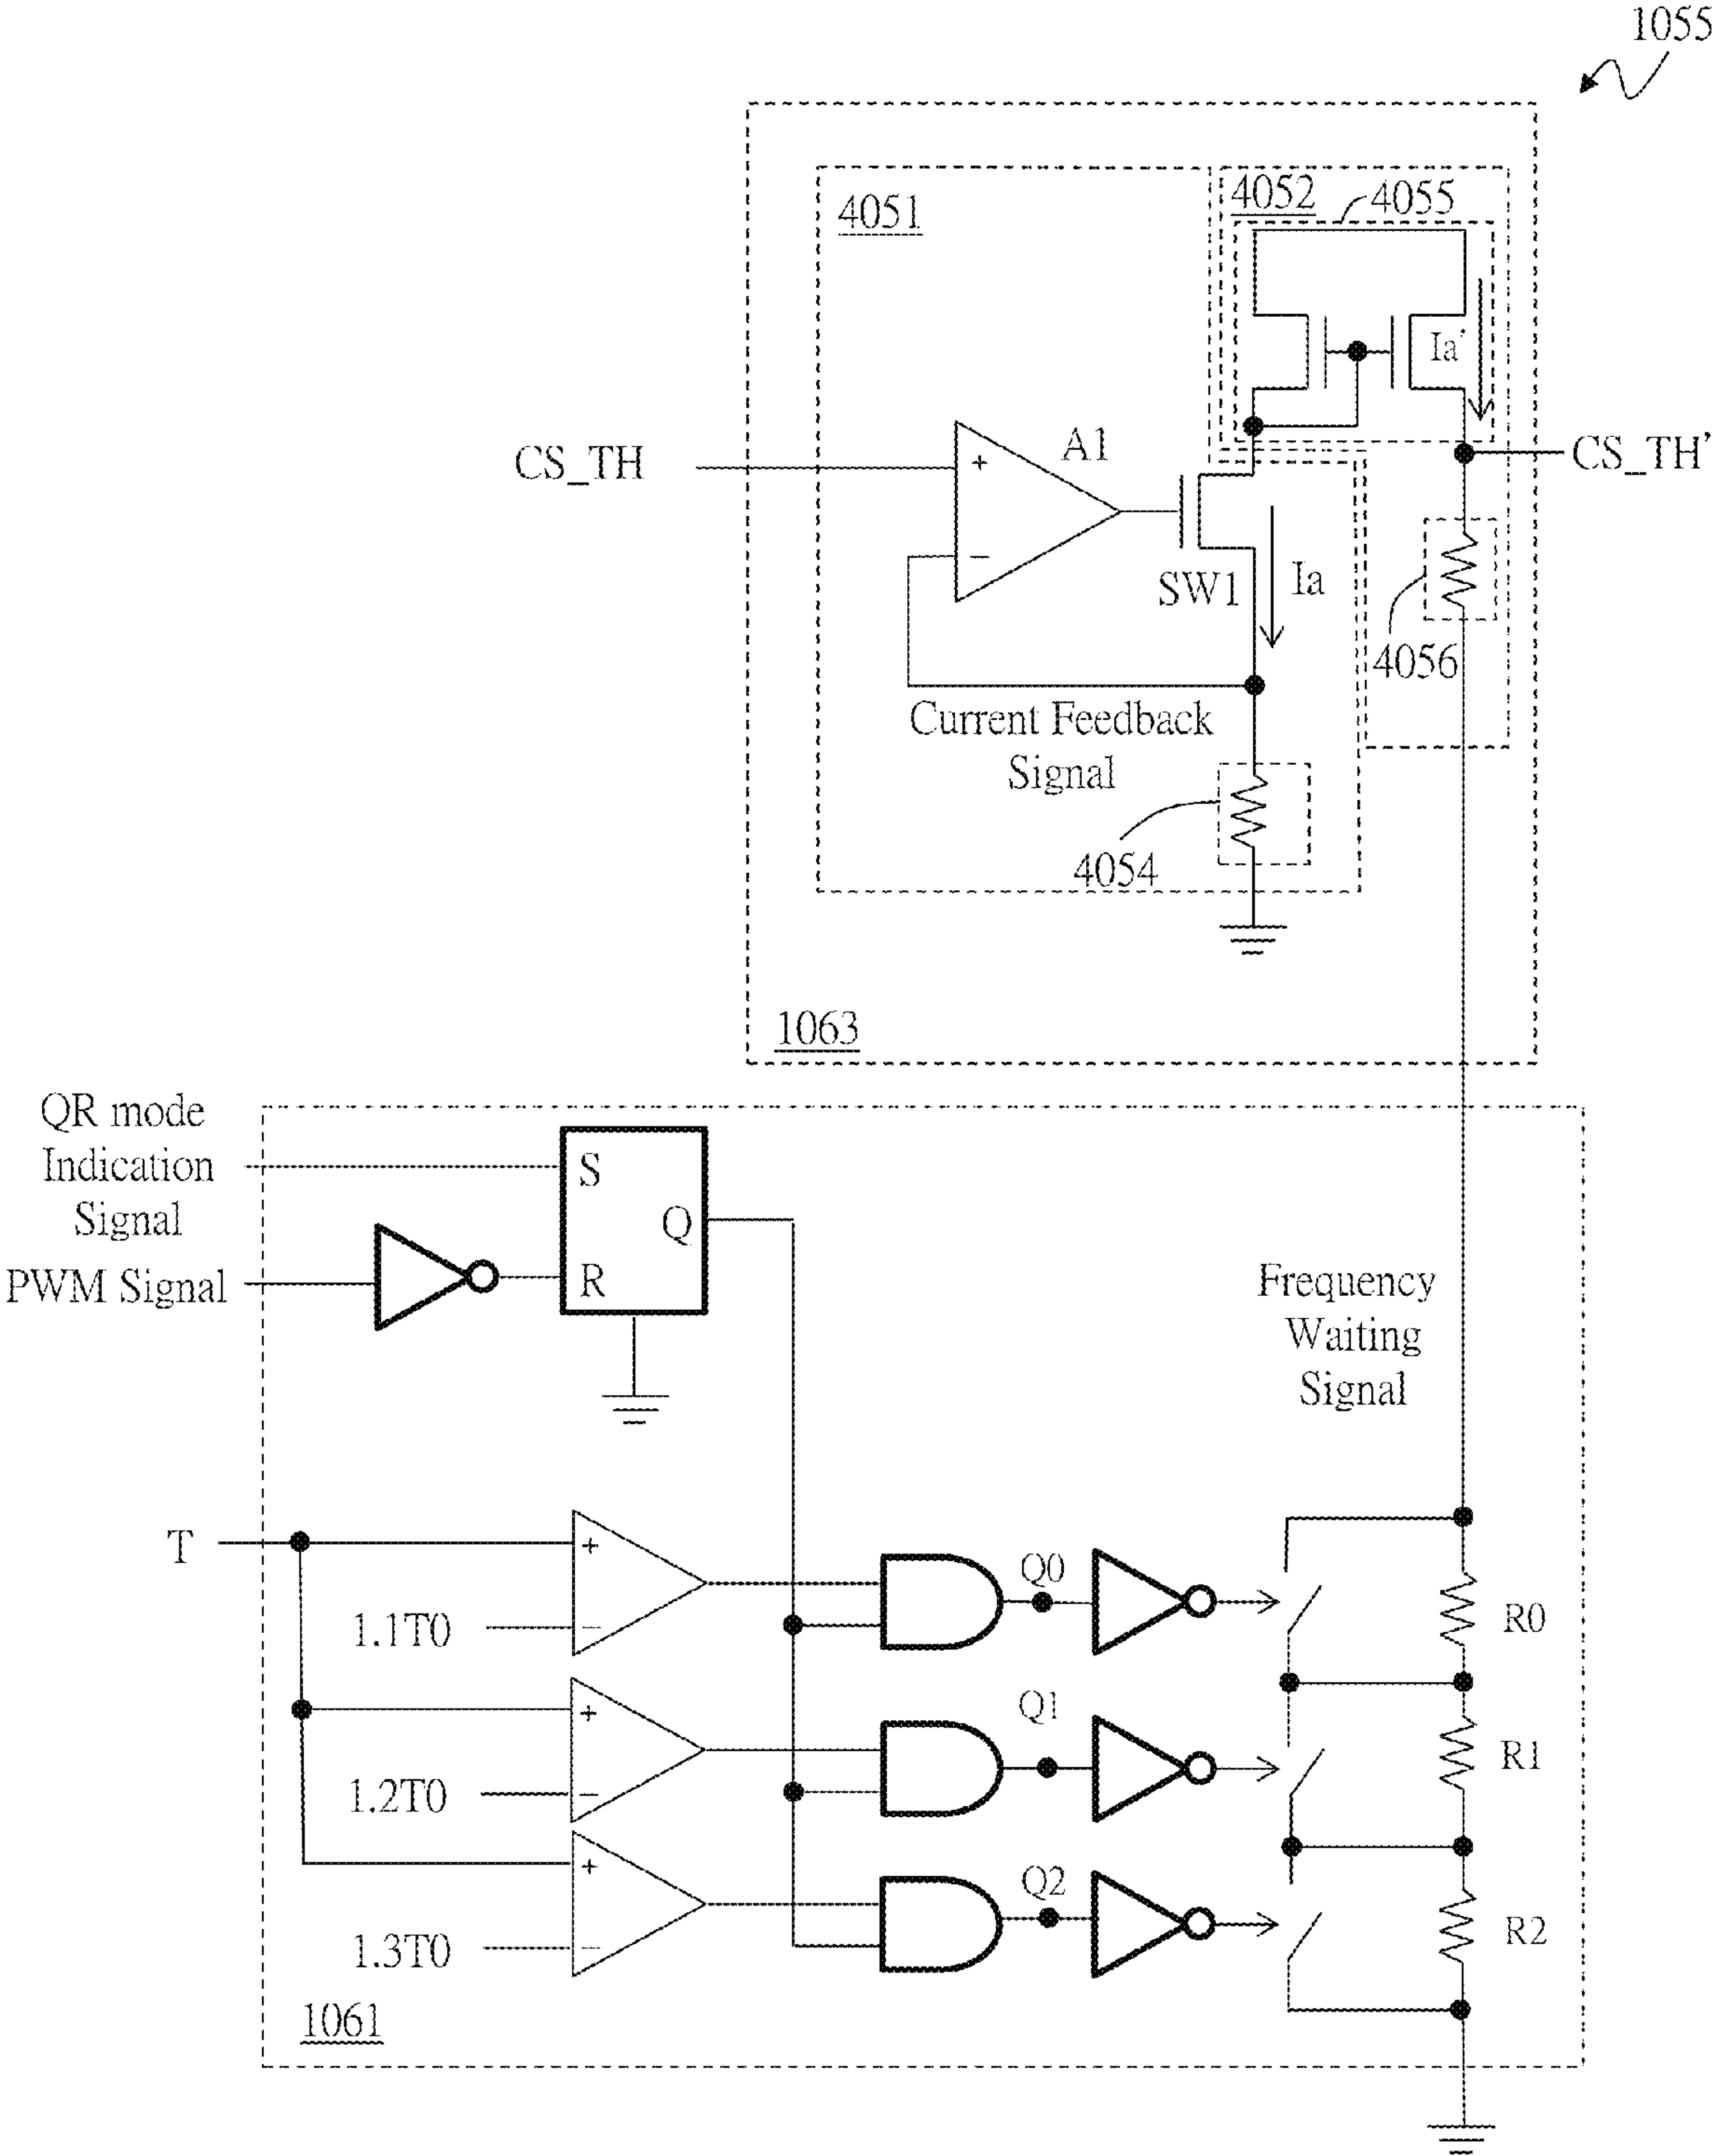 1055
4052
4055
4051
Ia'
A1
CS_TH
+
CS_TH'
−
SW1
Ia
4056
Current Feedback
Signal
4054
1063
QR mode
Indication
Signal
S
Q
R
PWM Signal
Frequency
Waiting
Signal
T
+
Q0
1.1T0
−
R0
+
Q1
R1
1.2T0
−
+
Q2
R2
1.3T0
−
1061